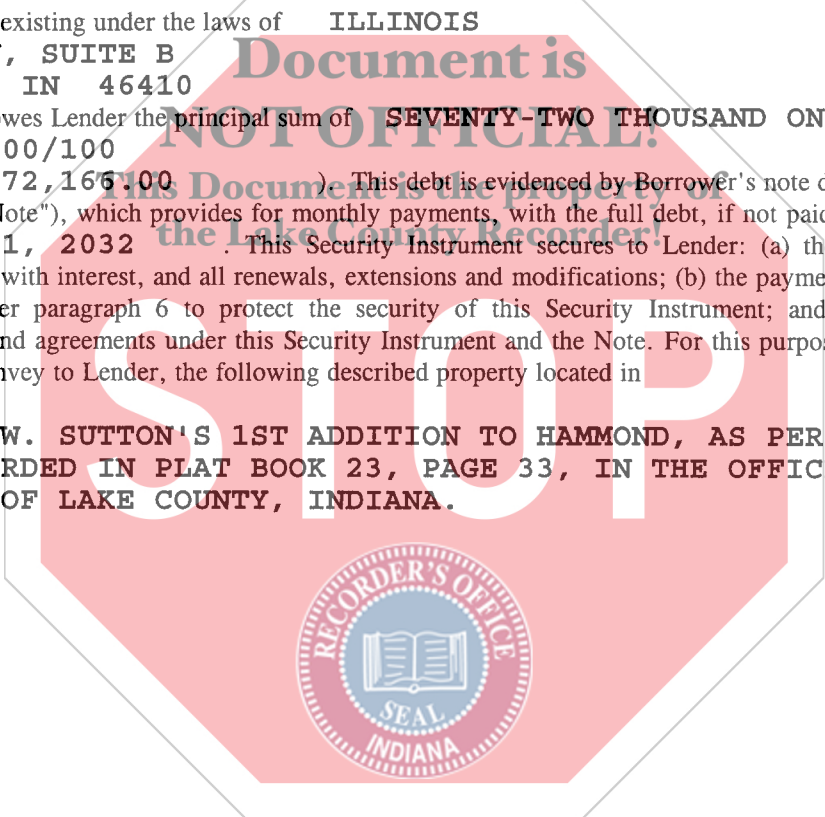 existing under the laws of ILLINOIS
, SUITE B
Document is
IN 46410
NOT OFFICIAL!
owes Lender the principal sum of SEVENTY-TWO THOUSAND ON
00/100
72,166.00 ). This debt is evidenced by Borrower's note d
This Document is the property of
Note"), which provides for monthly payments, with the full debt, if not paid
the Lake County Recorder!
1, 2032 . This Security Instrument secures to Lender: (a) th
with interest, and all renewals, extensions and modifications; (b) the payme
er paragraph 6 to protect the security of this Security Instrument; and
nd agreements under this Security Instrument and the Note. For this purpos
nvey to Lender, the following described property located in
STOP
W. SUTTON'S 1ST ADDITION TO HAMMOND, AS PER
RDED IN PLAT BOOK 23, PAGE 33, IN THE OFFIC
OF LAKE COUNTY, INDIANA.
RECORDER'S OFFICE
SEAL
INDIANA